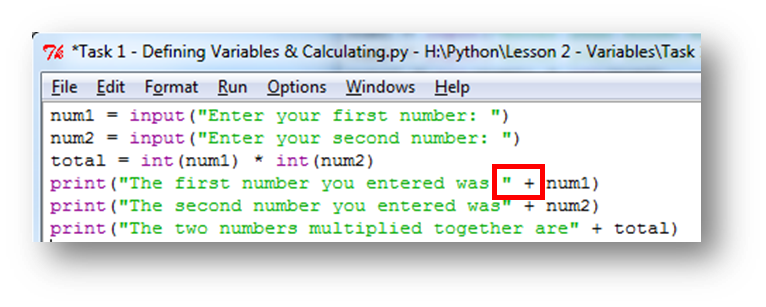 *Task 1 - Defining Variables & Calculating.py - H:\Python\Lesson 2 - Variables\Task
File Edit Format Run Options Windows Help
num1 = input("Enter your first number: ")
num2 = input("Enter your second number: ")
total = int(num1) * int(num2)
print("The first number you entered was " + num1)
print("The second number you entered was" + num2)
print("The two numbers multiplied together are" + total)